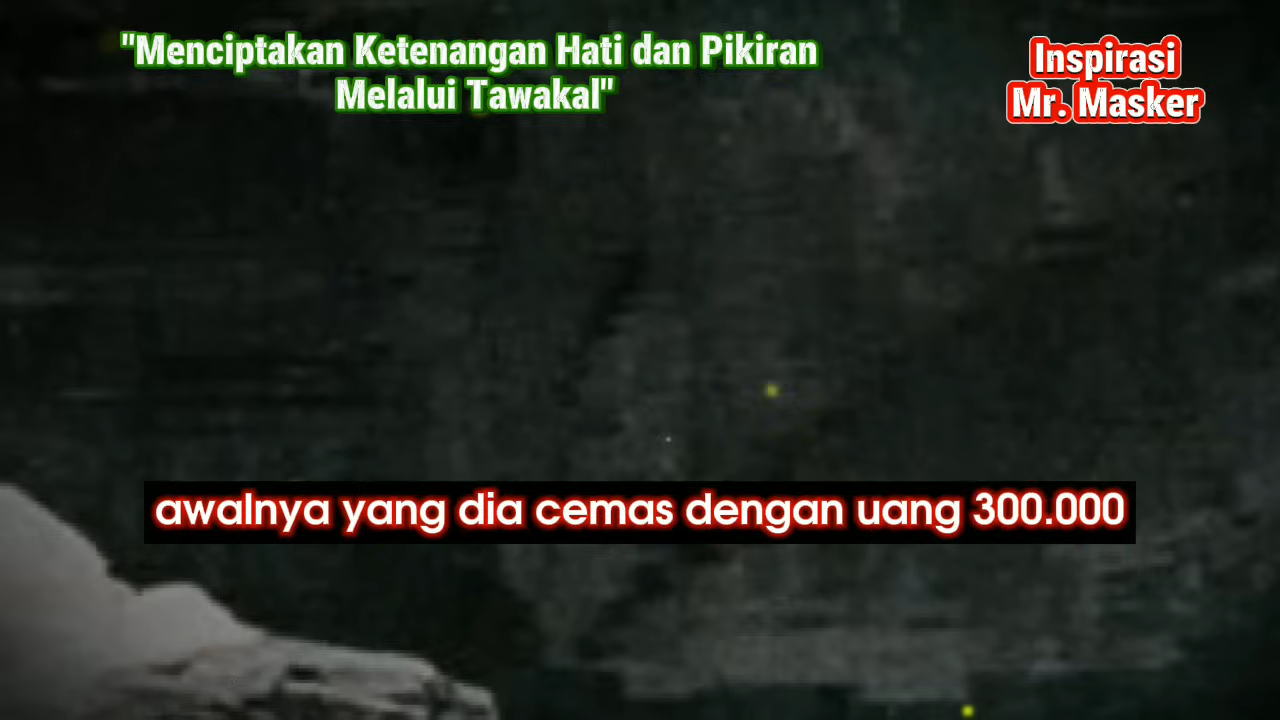 "Menciptakan Ketenangan Hati dan Pikiran
Melalui Tawakal"
Inspirasi
Mr. Masker
awalnya yang dia cemas dengan uang 300.000